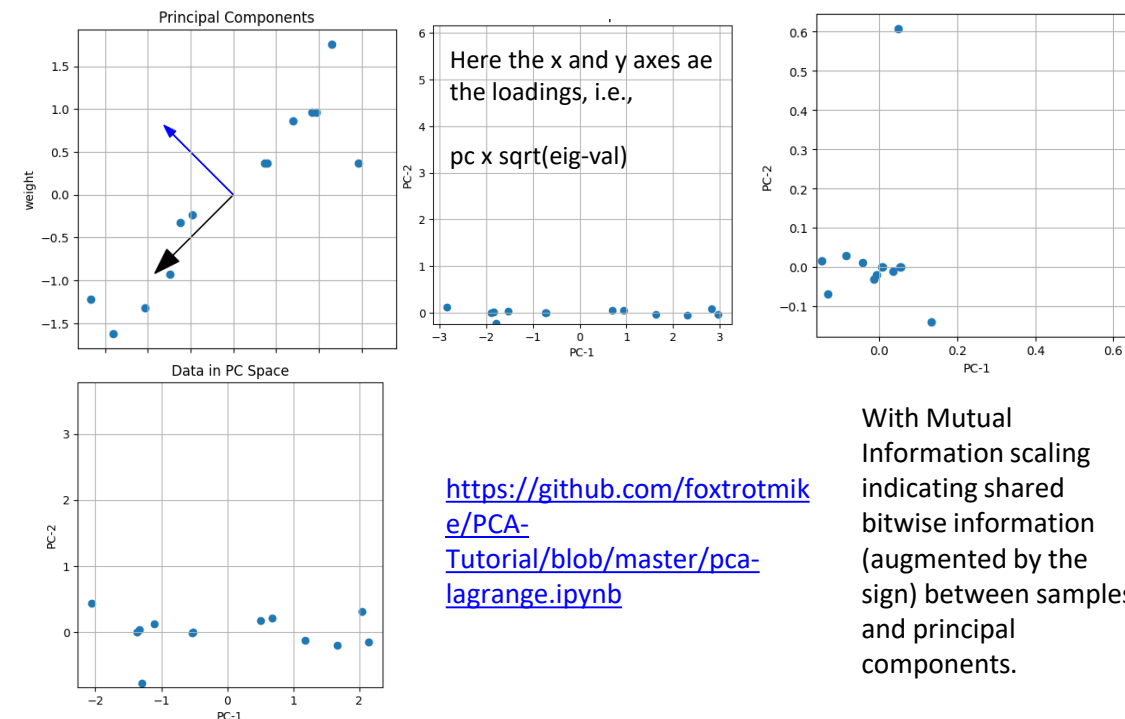 Principal Components
weight
1.5
1.0
0.5
0.0
−0.5
−1.0
−1.5
Here the x and y axes ae
the loadings, i.e.,
pc x sqrt(eig-val)
PC-2
6
5
4
3
2
1
0
−3 −2 −1 0 1 2 3
PC-1
PC-2
0.6
0.5
0.4
0.3
0.2
0.1
0.0
−0.1
0.0 0.2 0.4 0.6
PC-1
Data in PC Space
PC-2
3
2
1
0
−2 −1 0 1 2
PC-1
https://github.com/foxtrotmik
e/PCA-
Tutorial/blob/master/pca-
lagrange.ipynb
With Mutual
Information scaling
indicating shared
bitwise information
(augmented by the
sign) between samples
and principal
components.